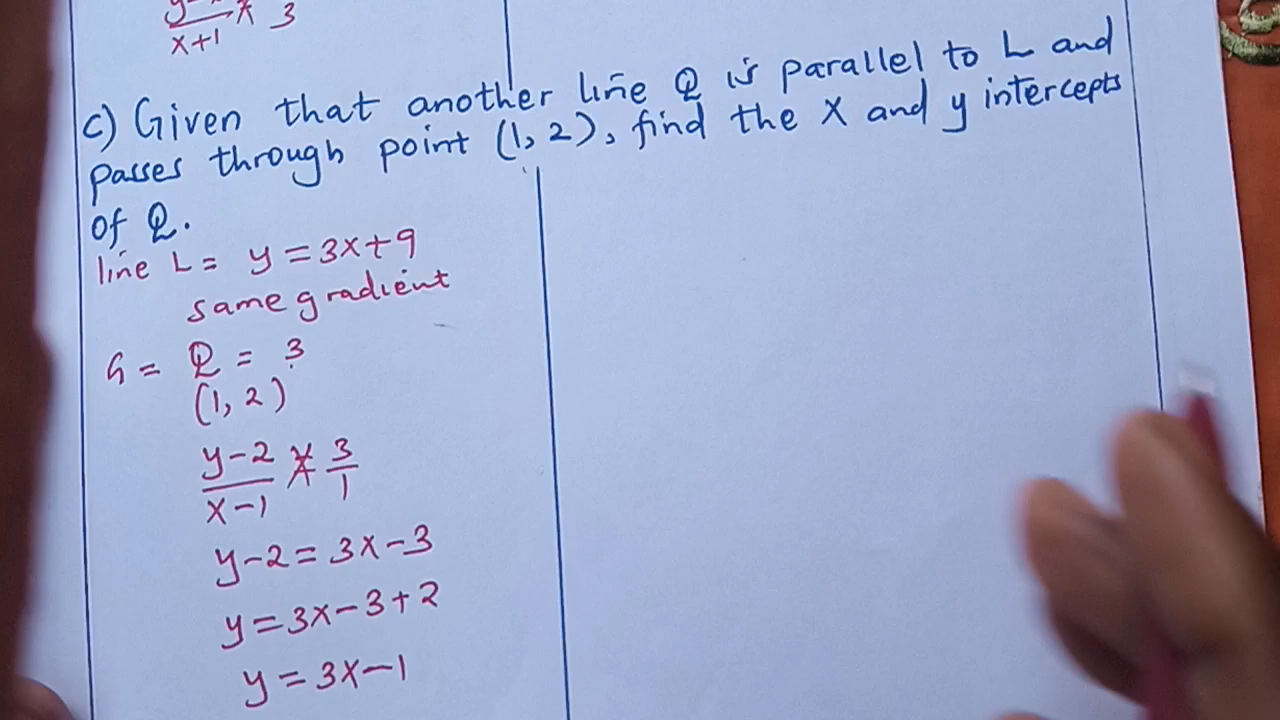 x+1 3
c) Given that another line Q is parallel to L and
passes through point (1, 2), find the x and y intercepts
of Q.
line L = y = 3x+9
same gradient
G = Q = 3
(1, 2)
y-2 3
x-1 1
y-2 = 3x-3
y = 3x-3+2
y = 3x-1